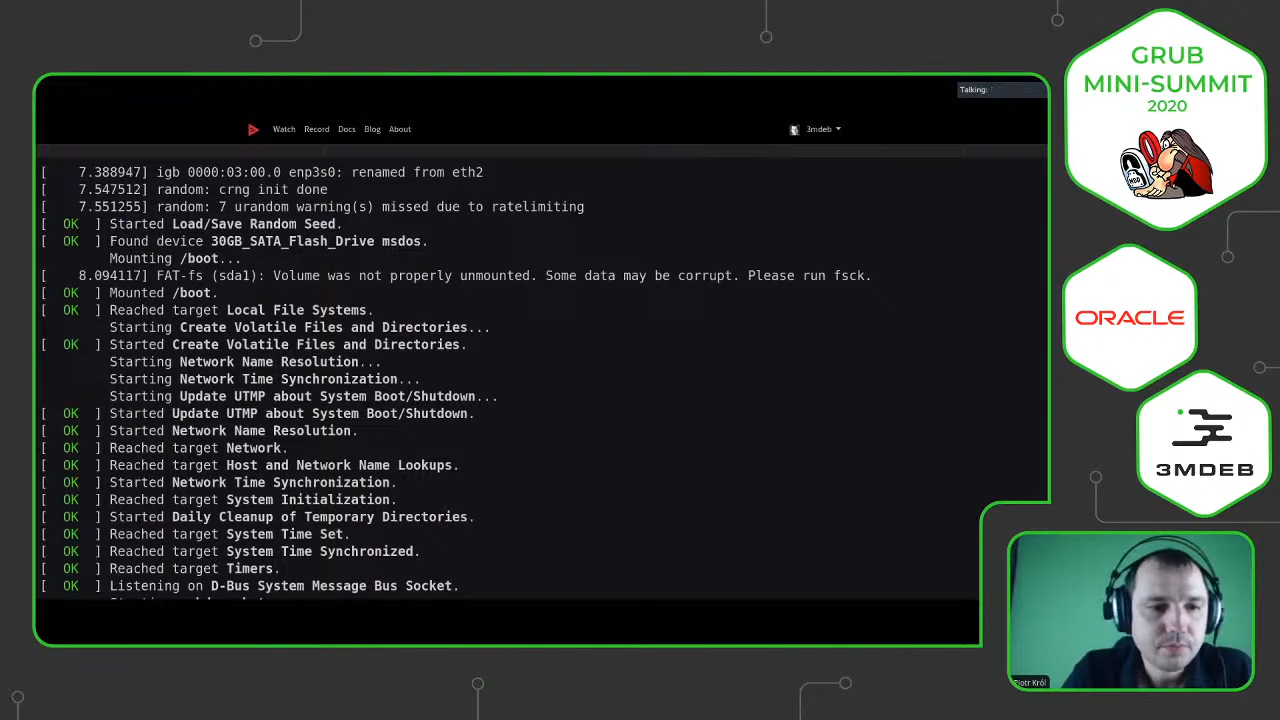 GRUB
MINI-SUMMIT
2020
Talking:
Watch Record Docs Blog About
3mdeb
[ 7.388947] igb 0000:03:00.0 enp3s0: renamed from eth2
[ 7.547512] random: crng init done
[ 7.551255] random: 7 urandom warning(s) missed due to ratelimiting
[ OK ] Started Load/Save Random Seed.
[ OK ] Found device 30GB_SATA_Flash_Drive msdos.
Mounting /boot...
[ 8.094117] FAT-fs (sda1): Volume was not properly unmounted. Some data may be corrupt. Please run fsck.
[ OK ] Mounted /boot.
[ OK ] Reached target Local File Systems.
Starting Create Volatile Files and Directories...
[ OK ] Started Create Volatile Files and Directories.
Starting Network Name Resolution...
Starting Network Time Synchronization...
Starting Update UTMP about System Boot/Shutdown...
[ OK ] Started Update UTMP about System Boot/Shutdown.
[ OK ] Started Network Name Resolution.
[ OK ] Reached target Network.
[ OK ] Reached target Host and Network Name Lookups.
[ OK ] Started Network Time Synchronization.
[ OK ] Reached target System Initialization.
[ OK ] Started Daily Cleanup of Temporary Directories.
[ OK ] Reached target System Time Set.
[ OK ] Reached target System Time Synchronized.
[ OK ] Reached target Timers.
[ OK ] Listening on D-Bus System Message Bus Socket.
ORACLE
3MDEB
Piotr Król